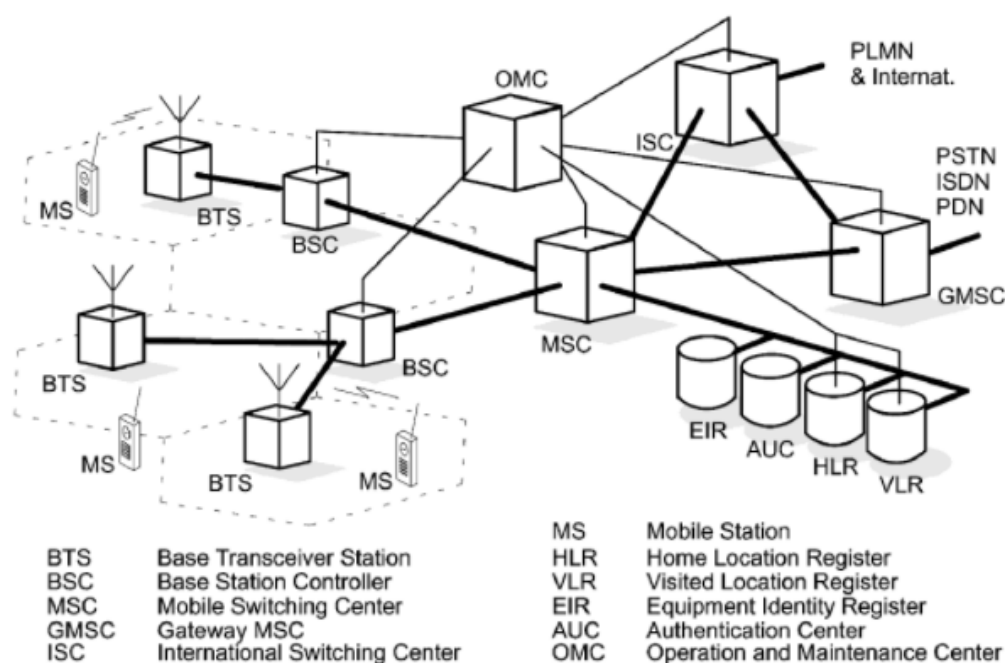 PLMN
& Internat.
OMC
ISC
PSTN
ISDN
PDN
MS
BTS
BSC
GMSC
MSC
BTS
BSC
EIR
AUC
HLR
VLR
MS
BTS
MS
MS Mobile Station
BTS Base Transceiver Station
HLR Home Location Register
BSC Base Station Controller
VLR Visited Location Register
MSC Mobile Switching Center
EIR Equipment Identity Register
GMSC Gateway MSC
AUC Authentication Center
ISC International Switching Center
OMC Operation and Maintenance Center